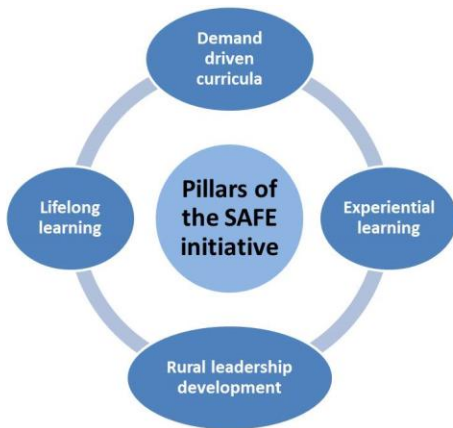 Demand
driven
curricula
Lifelong
learning
Pillars of
the SAFE
initiative
Experiential
learning
Rural leadership
development